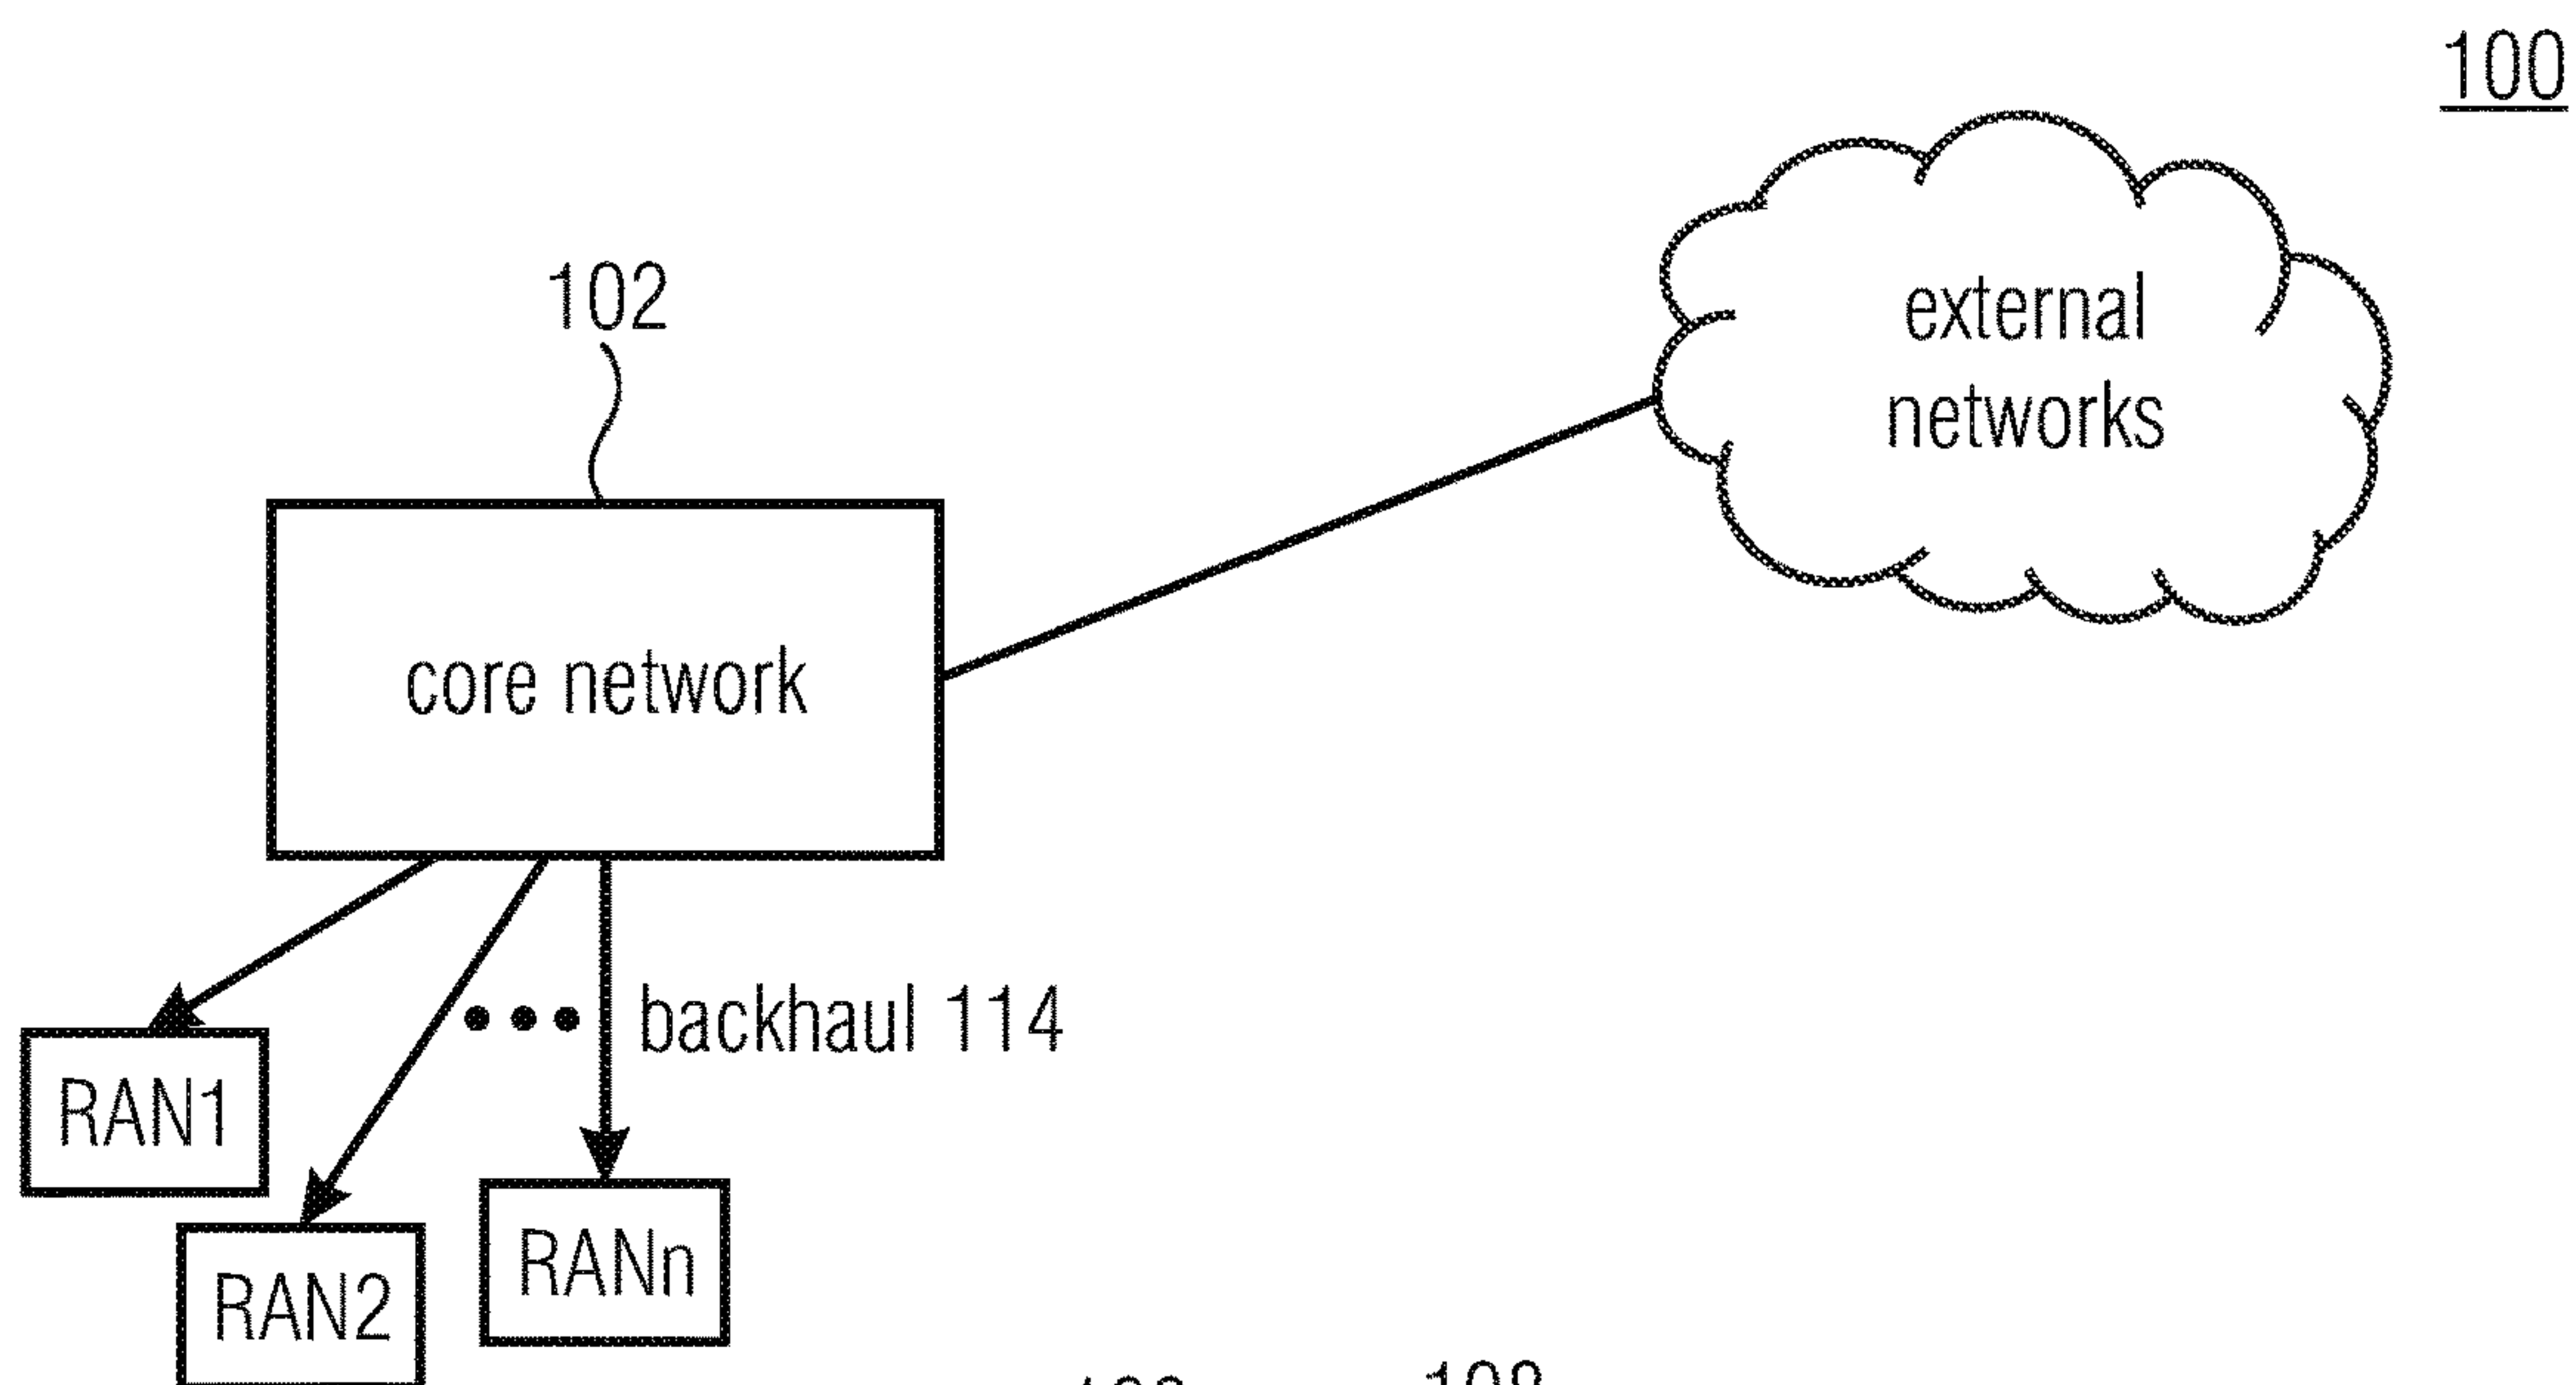 100
external
networks
102
core network
backhaul 114
RAN1
RAN2
RANn